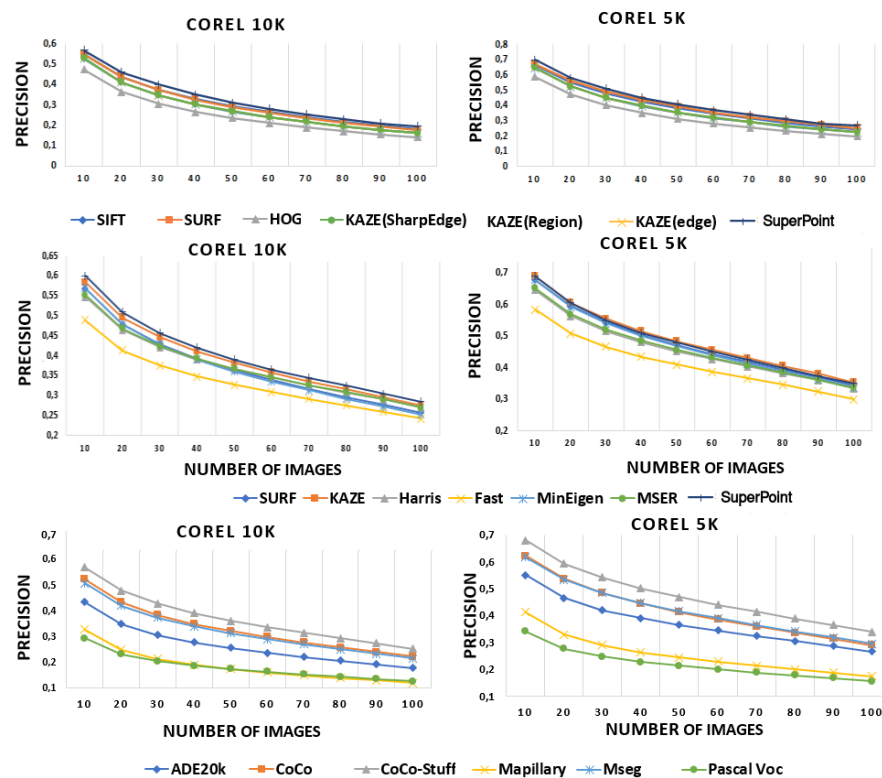 COREL 10K
COREL 5K
PRECISION
0,6
0,5
0,4
0,3
0,2
0,1
0
10 20 30 40 50 60 70 80 90 100
PRECISION
0,8
0,7
0,6
0,5
0,4
0,3
0,2
0,1
0
10 20 30 40 50 60 70 80 90 100
SIFT SURF HOG KAZE(SharpEdge) KAZE(Region) KAZE(edge) SuperPoint
COREL 10K
COREL 5K
PRECISION
0,65
0,6
0,55
0,5
0,45
0,4
0,35
0,3
0,25
0,2
10 20 30 40 50 60 70 80 90 100
NUMBER OF IMAGES
PRECISION
0,7
0,6
0,5
0,4
0,3
0,2
10 20 30 40 50 60 70 80 90 100
NUMBER OF IMAGES
SURF KAZE Harris Fast MinEigen MSER SuperPoint
COREL 10K
COREL 5K
PRECISION
0,7
0,6
0,5
0,4
0,3
0,2
0,1
10 20 30 40 50 60 70 80 90 100
NUMBER OF IMAGES
PRECISION
0,7
0,6
0,5
0,4
0,3
0,2
0,1
10 20 30 40 50 60 70 80 90 100
NUMBER OF IMAGES
ADE20k CoCo CoCo-Stuff Mapillary Mseg Pascal Voc